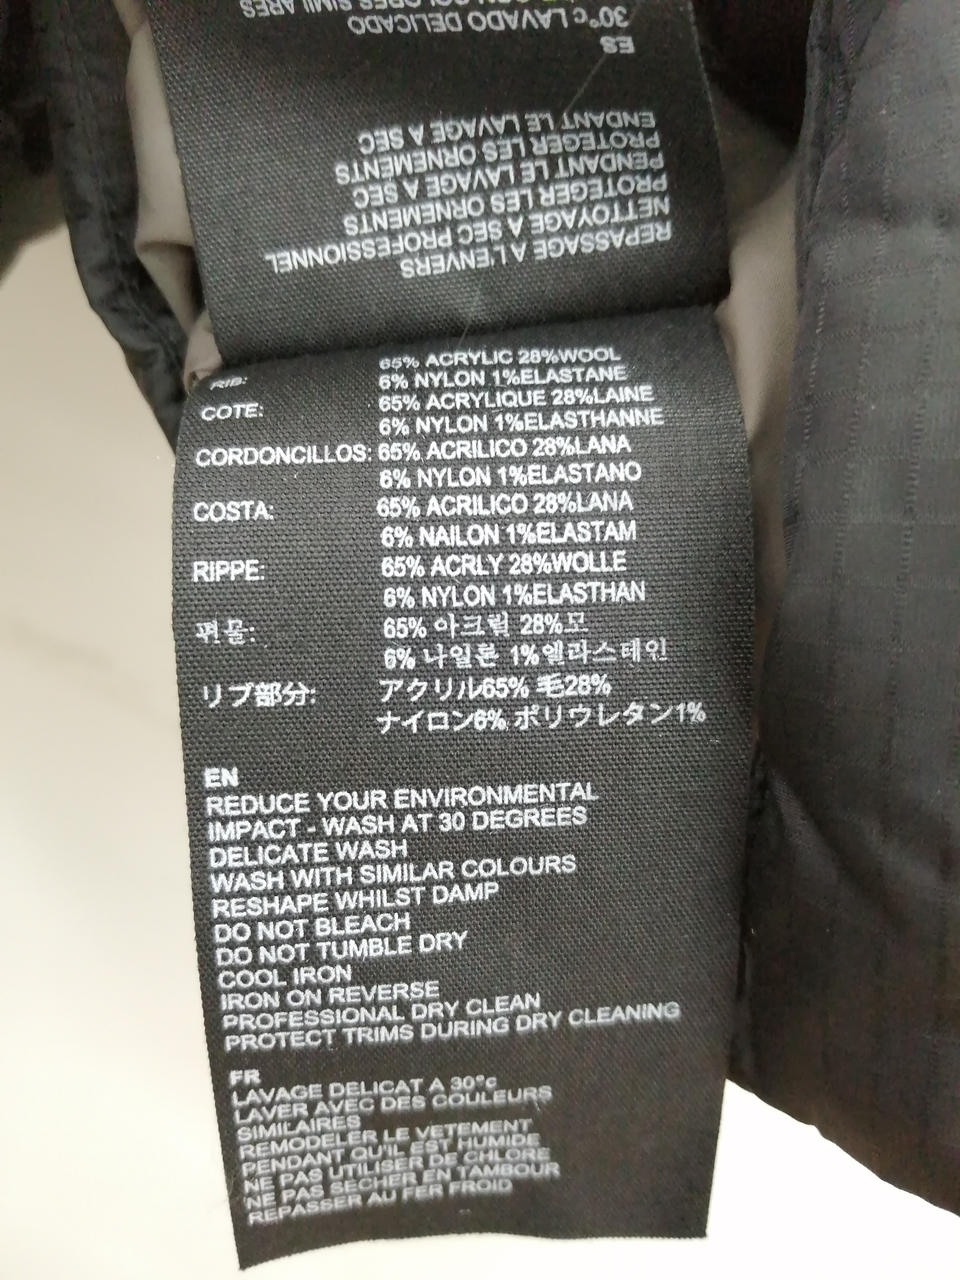 REPASSAGE A L'ENVERS
NETTOYAGE A SEC PROFESSIONNEL
PROTEGER LES ORNEMENTS
PENDANT LE LAVAGE A SEC
PROTEGER LES ORNEMENTS
ENDANT LE LAVAGE A SEC
ES
30°c LAVADO DELICADO
COLORES SIMILARES
RIB: 65% ACRYLIC 28%WOOL
6% NYLON 1%ELASTANE
COTE: 65% ACRYLIQUE 28%LAINE
6% NYLON 1%ELASTHANNE
CORDONCILLOS: 65% ACRILICO 28%LANA
6% NYLON 1%ELASTANO
COSTA: 65% ACRILICO 28%LANA
6% NAILON 1%ELASTAM
RIPPE: 65% ACRLY 28%WOLLE
6% NYLON 1%ELASTHAN
편물: 65% 아크릴 28%모
6% 나일론 1%엘라스테인
リブ部分: アクリル65% 毛28%
ナイロン6% ポリウレタン1%
EN
REDUCE YOUR ENVIRONMENTAL
IMPACT - WASH AT 30 DEGREES
DELICATE WASH
WASH WITH SIMILAR COLOURS
RESHAPE WHILST DAMP
DO NOT BLEACH
DO NOT TUMBLE DRY
COOL IRON
IRON ON REVERSE
PROFESSIONAL DRY CLEAN
PROTECT TRIMS DURING DRY CLEANING
FR
LAVAGE DELICAT A 30°c
LAVER AVEC DES COULEURS
SIMILAIRES
REMODELER LE VETEMENT
PENDANT QU'IL EST HUMIDE
NE PAS UTILISER DE CHLORE
NE PAS SECHER EN TAMBOUR
REPASSER AU FER FROID